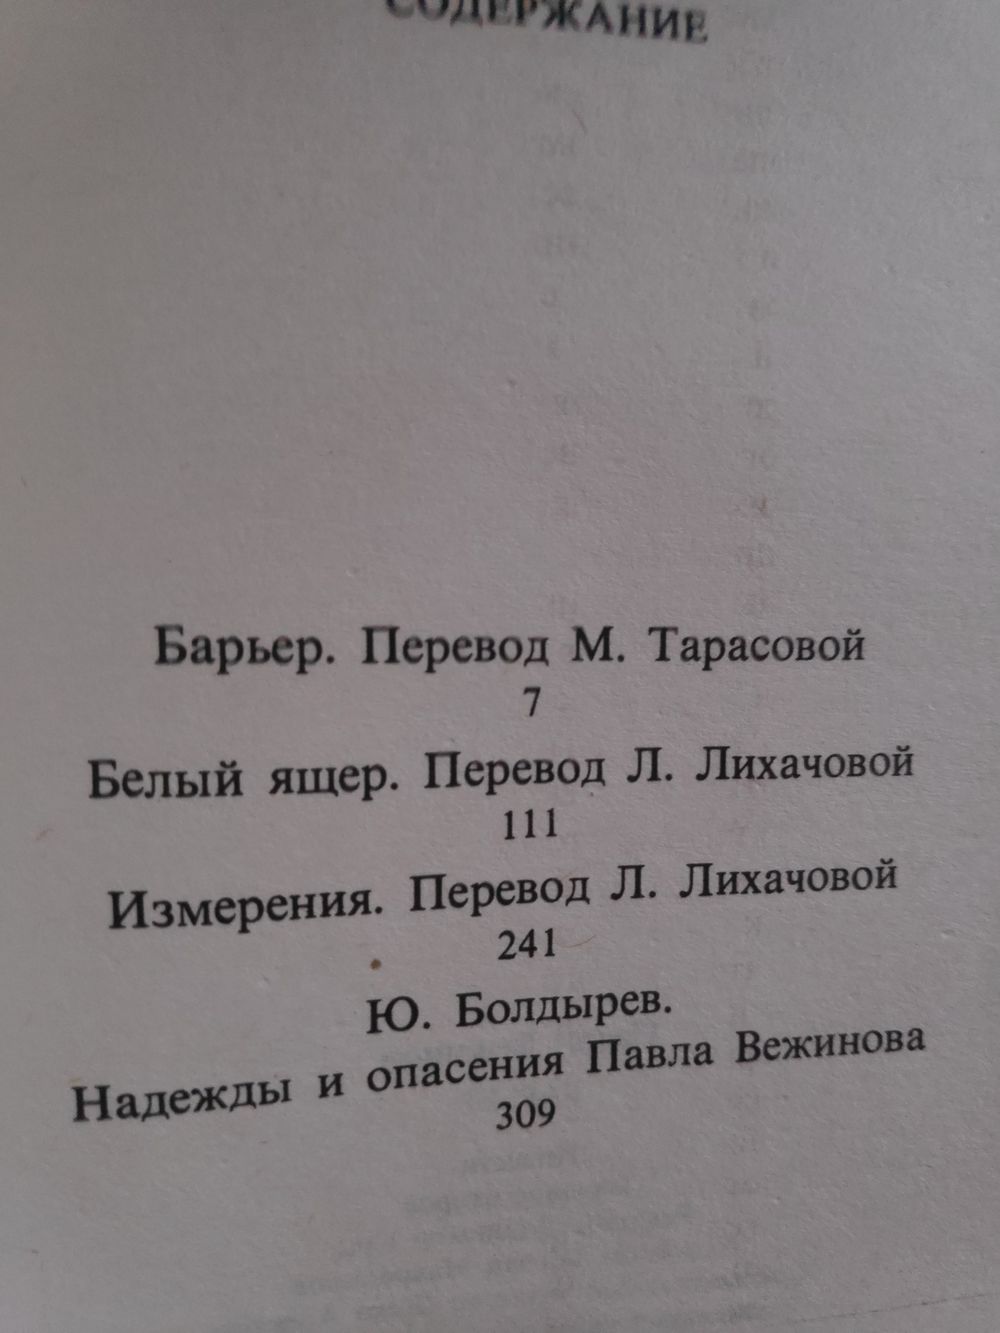 СОДЕРЖАНИЕ
Барьер. Перевод М. Тарасовой
7
Белый ящер. Перевод Л. Лихачовой
111
Измерения. Перевод Л. Лихачовой
241
Ю. Болдырев.
Надежды и опасения Павла Вежинова
309